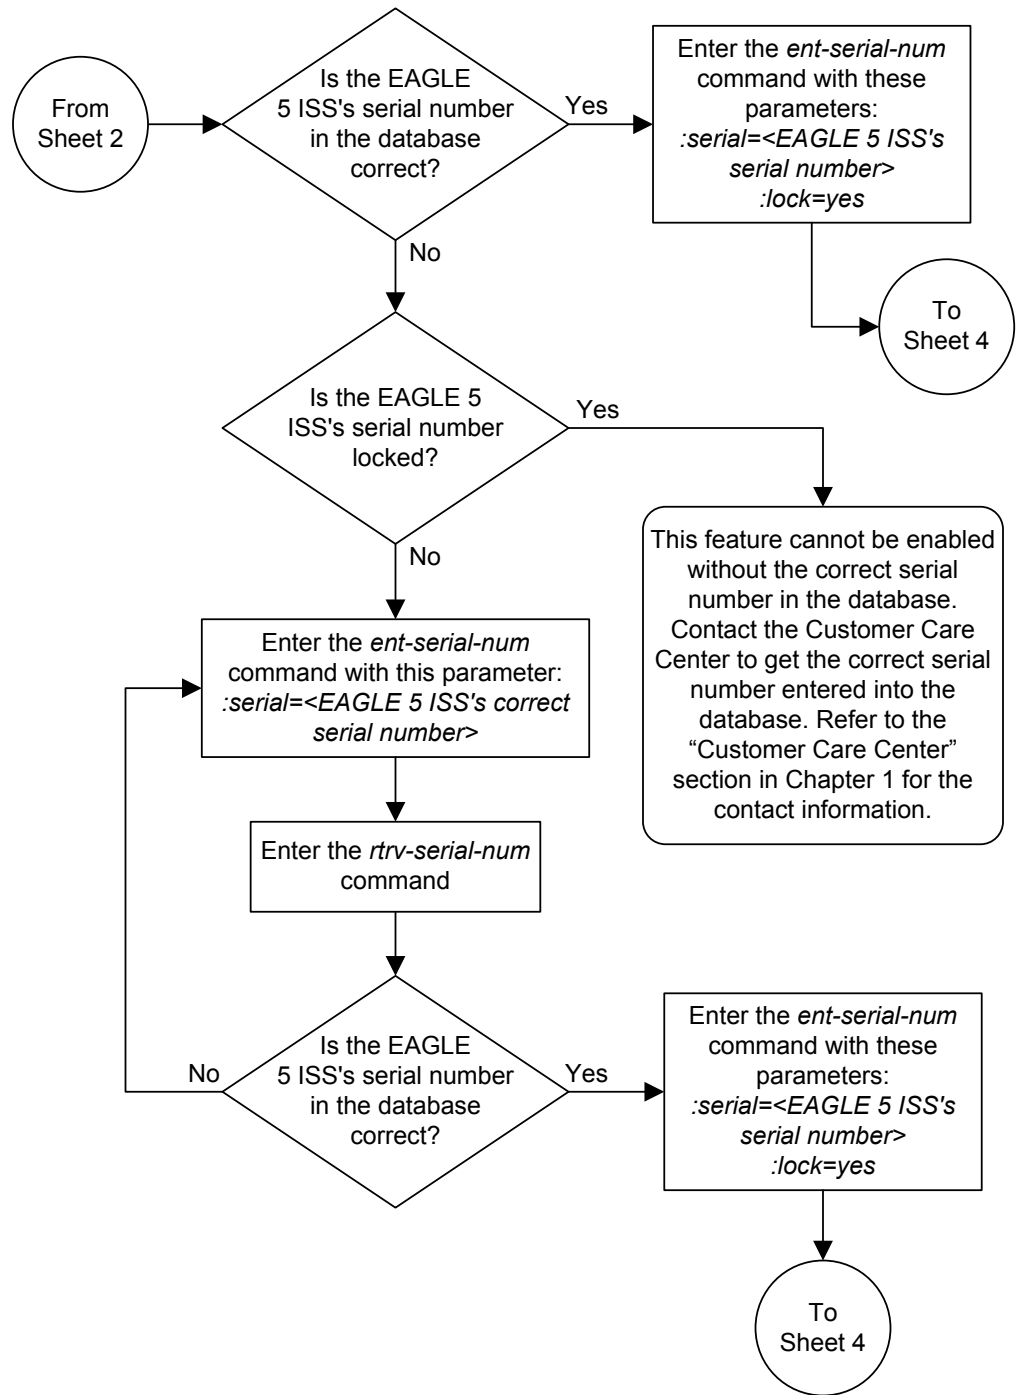 From
Sheet 2
Is the EAGLE
5 ISS's serial number
in the database
correct?
Yes
Enter the ent-serial-num
command with these
parameters:
:serial=<EAGLE 5 ISS's
serial number>
:lock=yes
No
To
Sheet 4
Is the EAGLE 5
ISS's serial number
locked?
Yes
No
This feature cannot be enabled
without the correct serial
number in the database.
Contact the Customer Care
Center to get the correct serial
number entered into the
database. Refer to the
“Customer Care Center”
section in Chapter 1 for the
contact information.
Enter the ent-serial-num
command with this parameter:
:serial=<EAGLE 5 ISS's correct
serial number>
Enter the rtrv-serial-num
command
Is the EAGLE
5 ISS's serial number
in the database
correct?
No
Yes
Enter the ent-serial-num
command with these
parameters:
:serial=<EAGLE 5 ISS's
serial number>
:lock=yes
To
Sheet 4